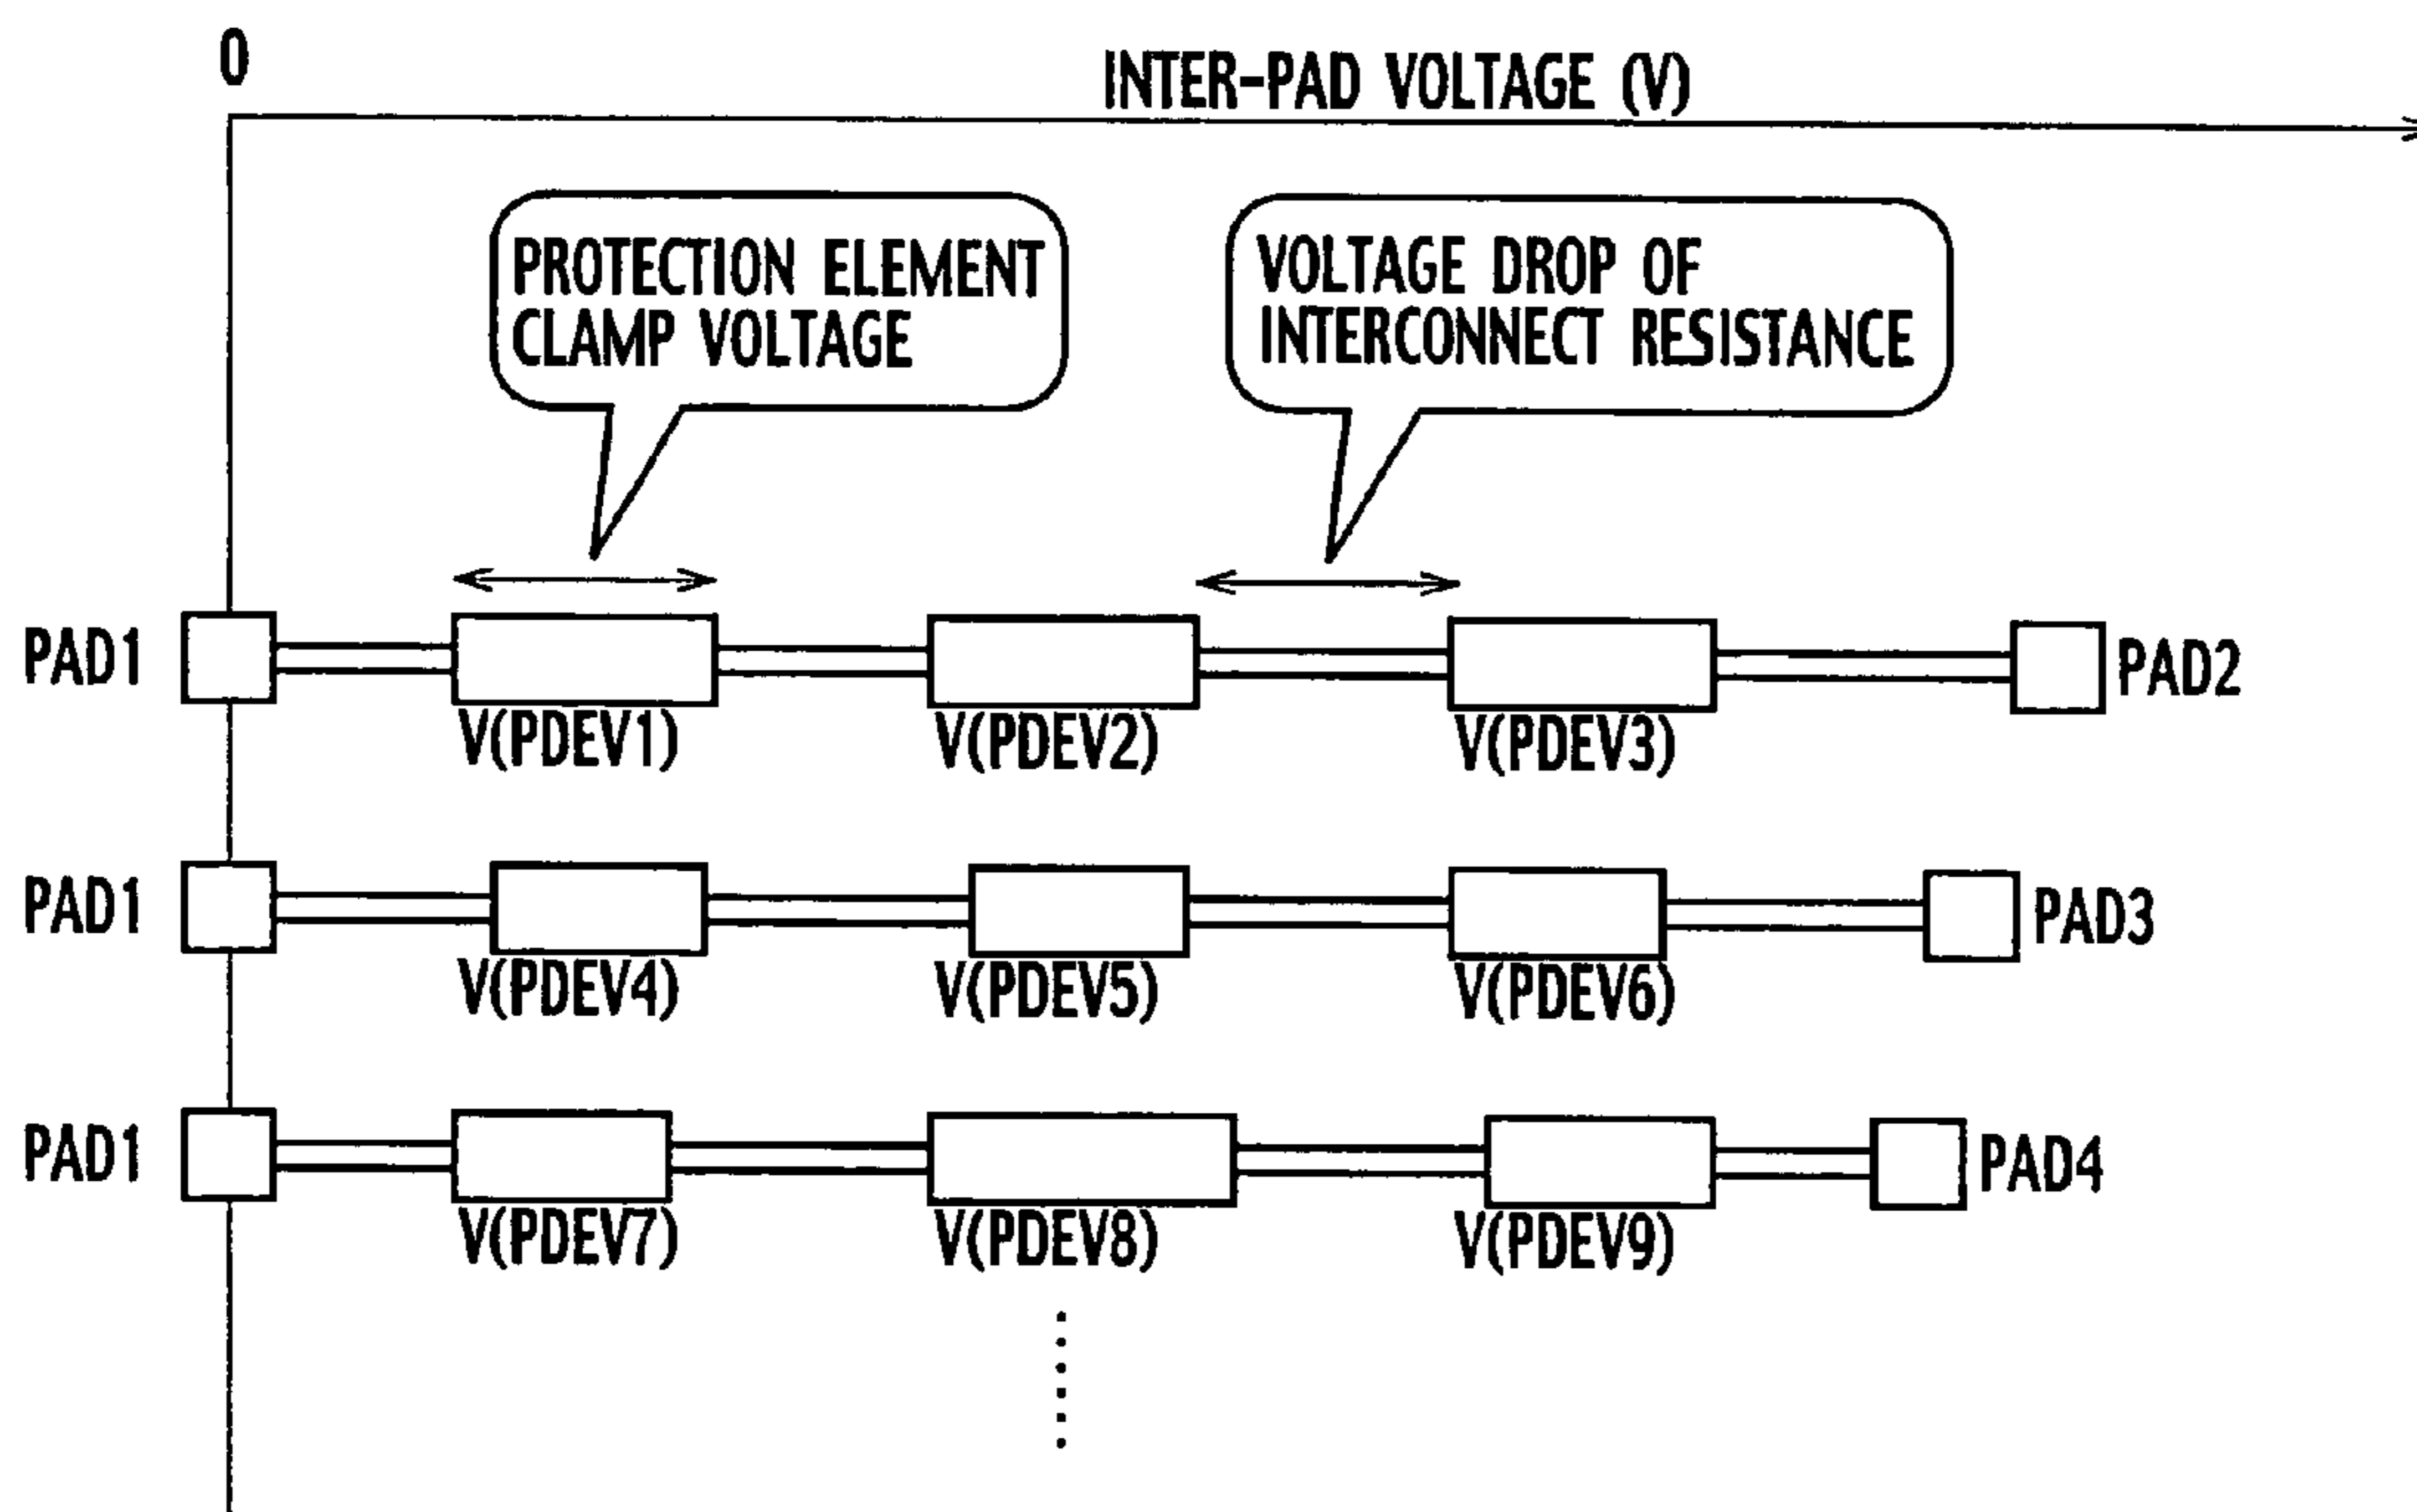 0
INTER-PAD VOLTAGE (V)
PROTECTION ELEMENT
CLAMP VOLTAGE
VOLTAGE DROP OF
INTERCONNECT RESISTANCE
PAD1
PAD2
V(PDEV1)
V(PDEV2)
V(PDEV3)
PAD1
PAD3
V(PDEV4)
V(PDEV5)
V(PDEV6)
PAD1
PAD4
V(PDEV7)
V(PDEV8)
V(PDEV9)